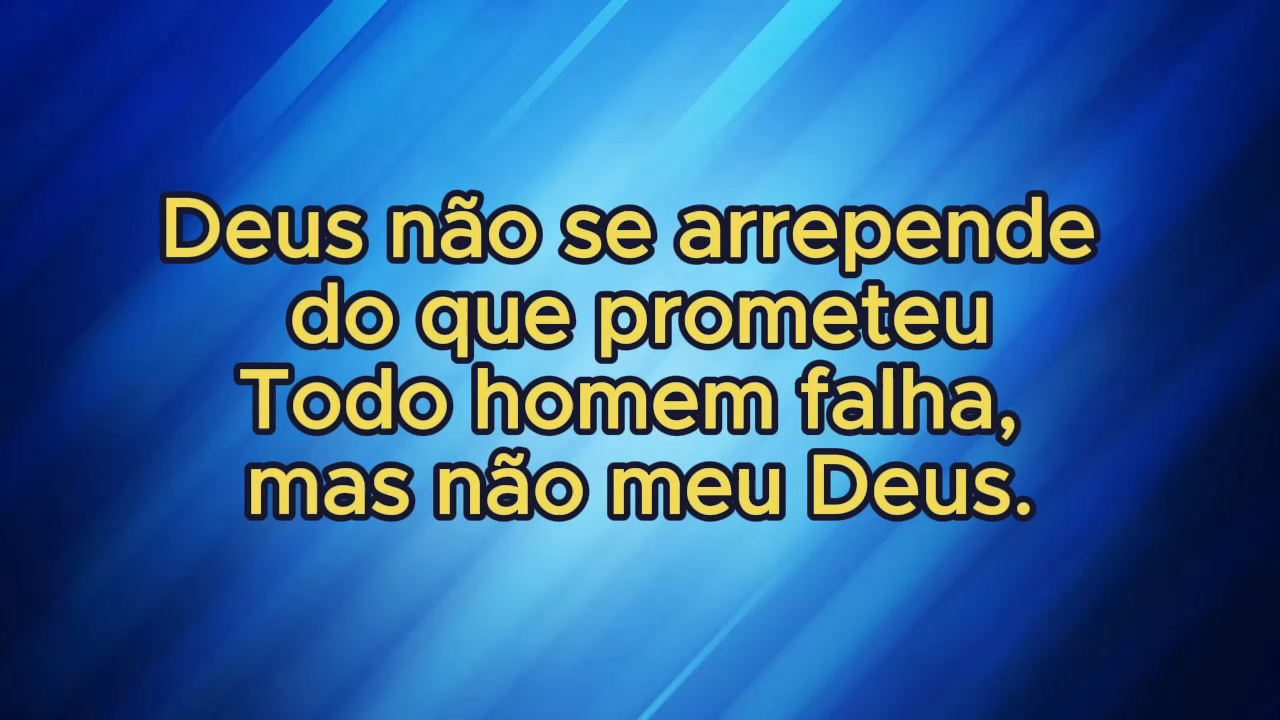 Deus não se arrepende
do que prometeu
Todo homem falha,
mas não meu Deus.